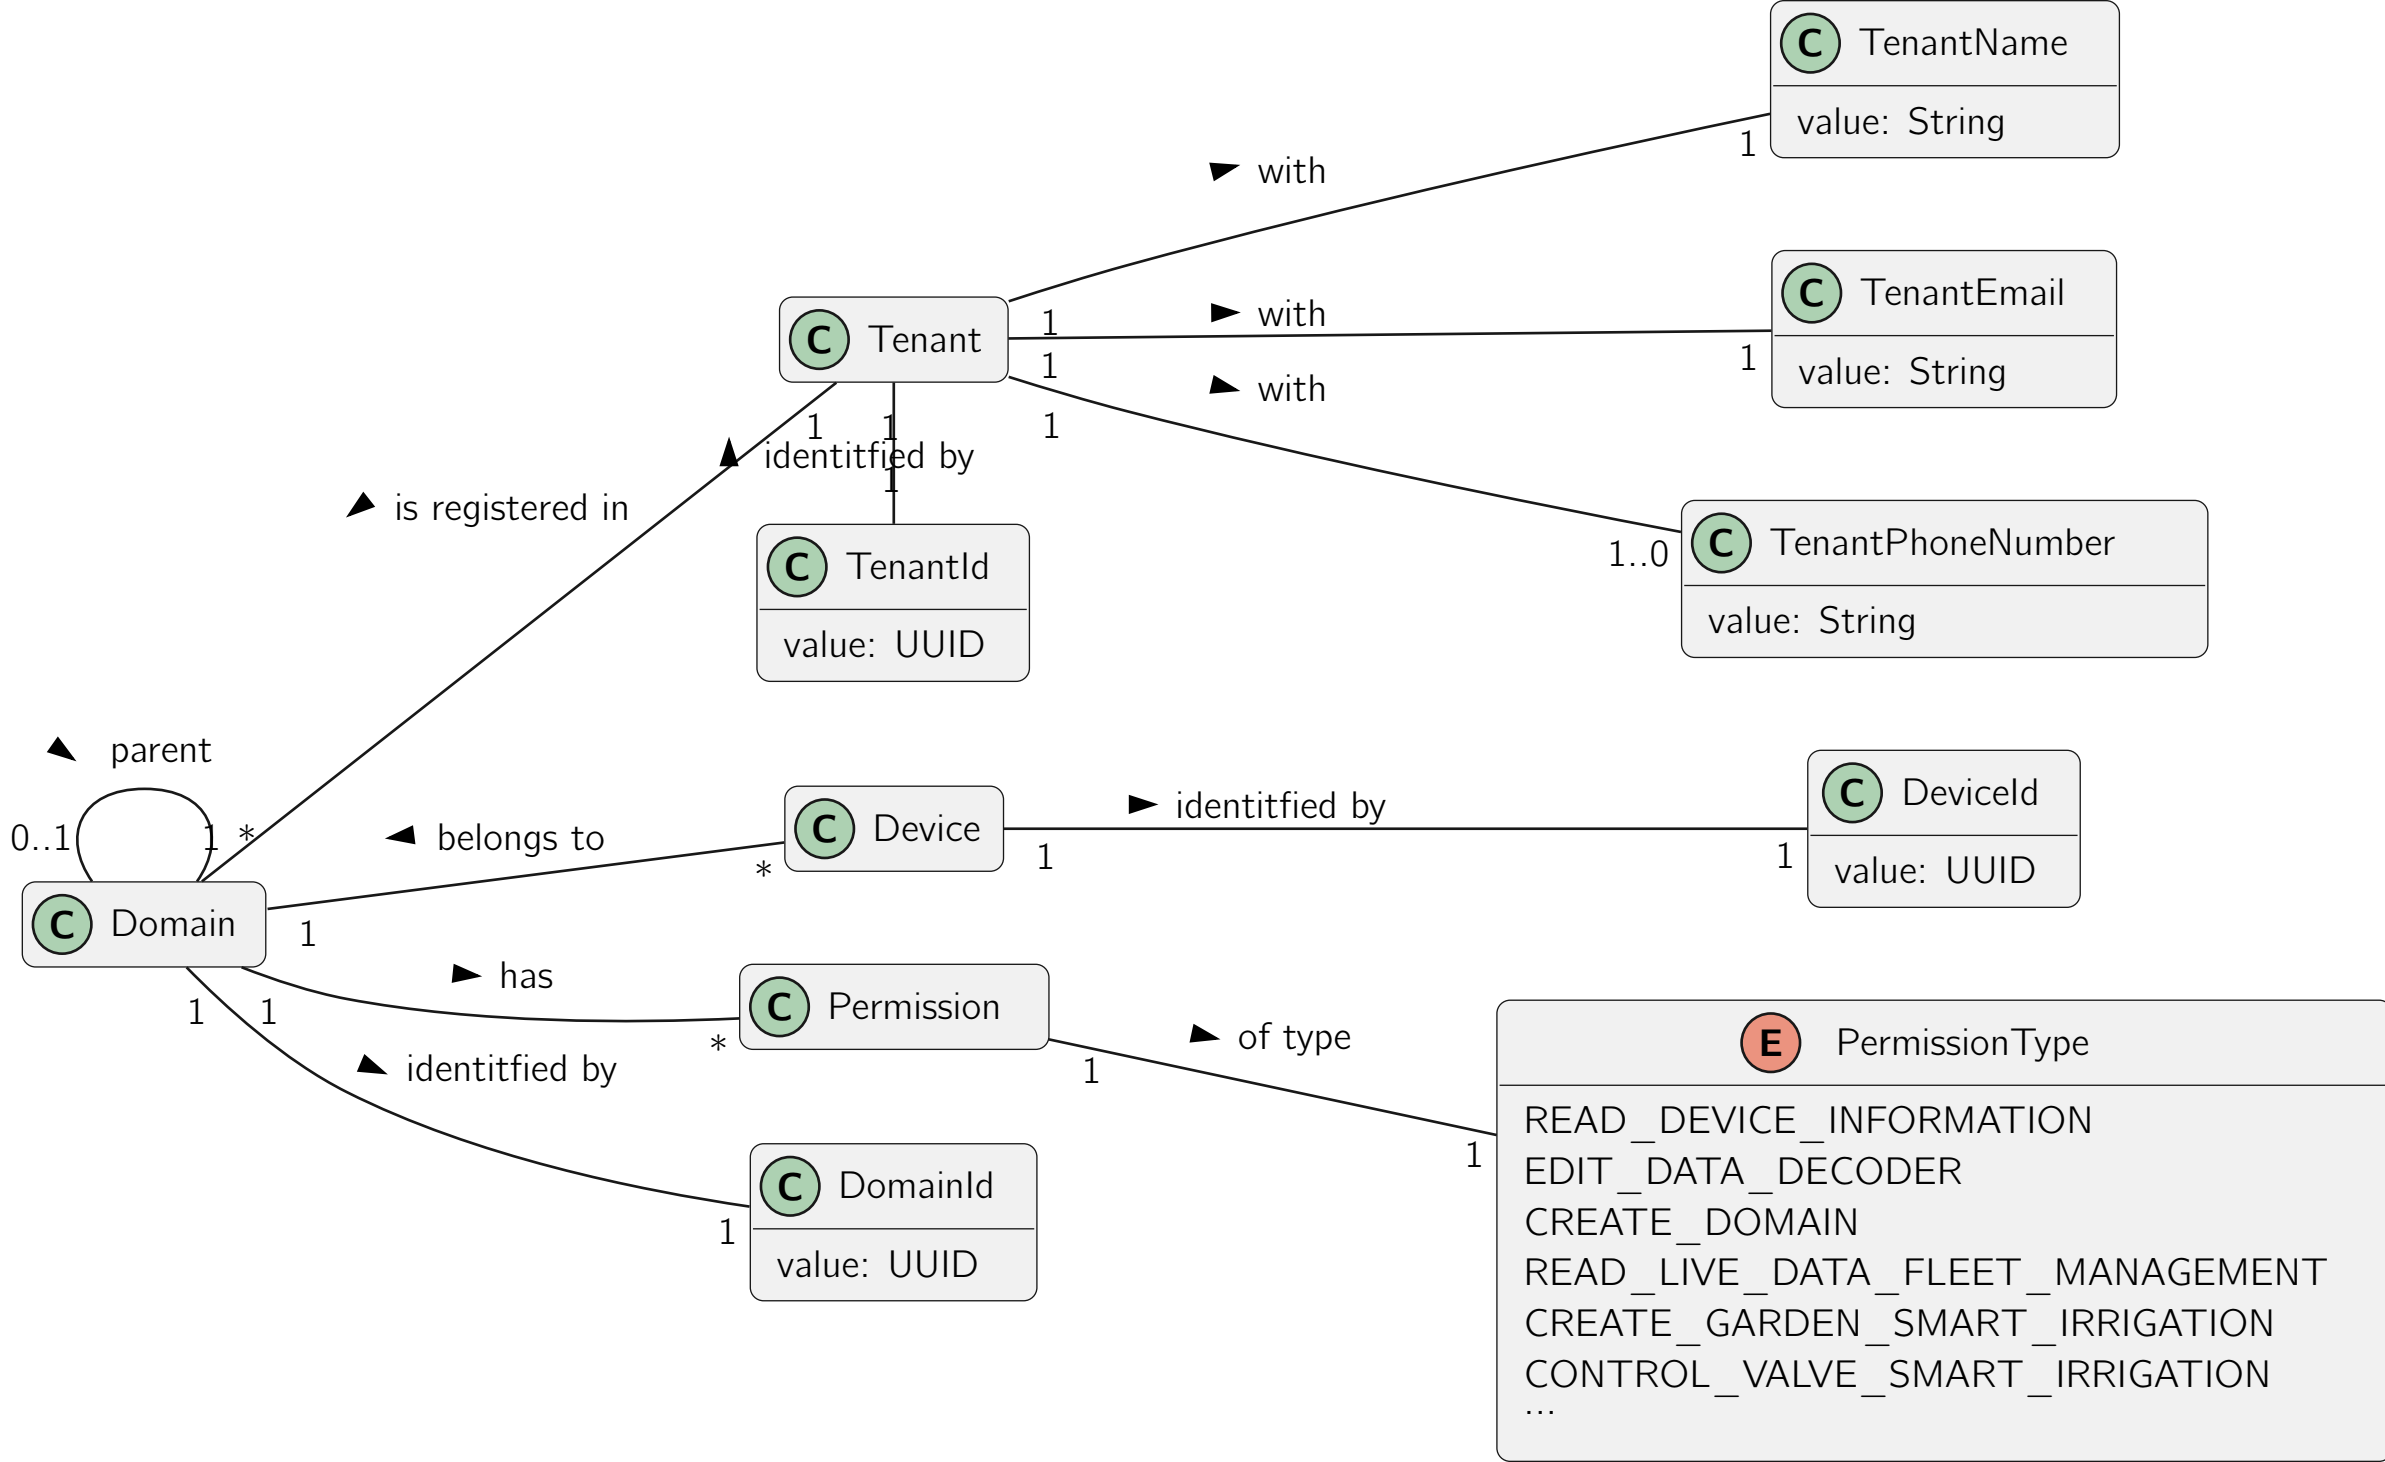 C TenantName
value: String
1
with
C TenantEmail
value: String
1
1
with
C Tenant
1
with
1
1..0
C TenantPhoneNumber
value: String
1
1
identitfied by
1
is registered in
C TenantId
value: UUID
parent
0..1
1
*
belongs to
1
*
C Device
1
identitfied by
1
C DeviceId
value: UUID
C Domain
1
has
*
C Permission
1
of type
1
E PermissionType
READ_DEVICE_INFORMATION
EDIT_DATA_DECODER
CREATE_DOMAIN
READ_LIVE_DATA_FLEET_MANAGEMENT
CREATE_GARDEN_SMART_IRRIGATION
CONTROL_VALVE_SMART_IRRIGATION
...
1
identitfied by
1
C DomainId
value: UUID